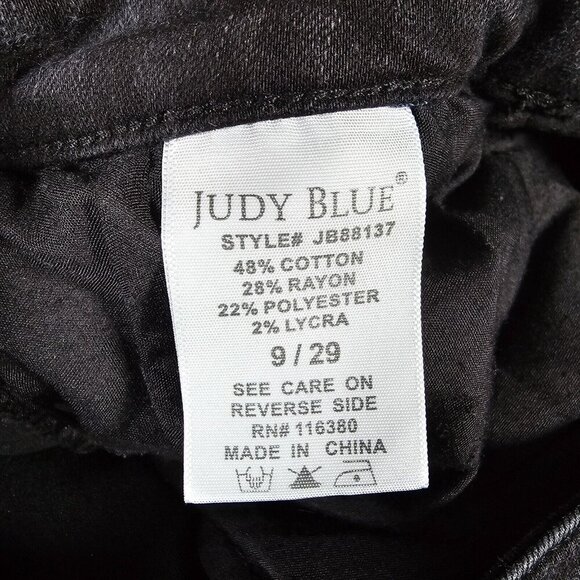 JUDY BLUE®
STYLE# JB88137
48% COTTON
28% RAYON
22% POLYESTER
2% LYCRA
9 / 29
SEE CARE ON
REVERSE SIDE
RN# 116380
MADE IN CHINA